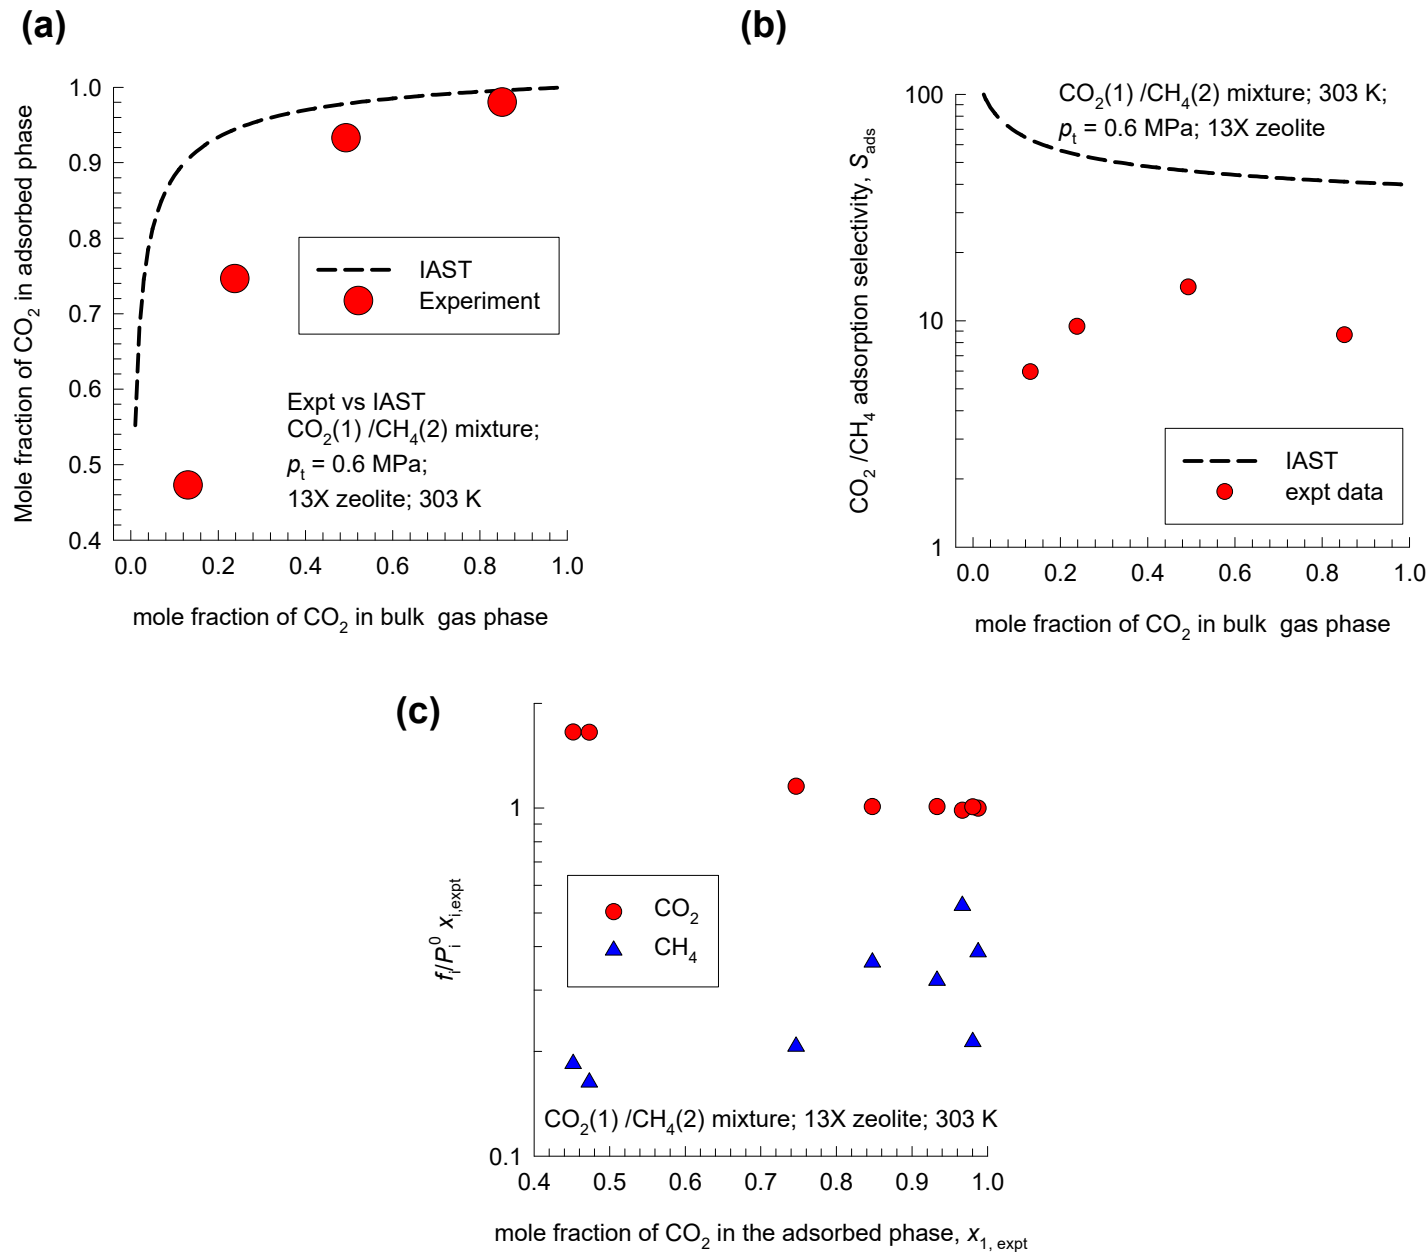 (a)
Mole fraction of CO2 in adsorbed phase
1.0
0.9
0.8
0.7
0.6
0.5
0.4
IAST
Experiment
Expt vs IAST
CO2(1) /CH4(2) mixture;
pt = 0.6 MPa;
13X zeolite; 303 K
0.0 0.2 0.4 0.6 0.8 1.0
mole fraction of CO2 in bulk gas phase
(b)
CO2 /CH4 adsorption selectivity, Sads
100
10
1
CO2(1) /CH4(2) mixture; 303 K;
pt = 0.6 MPa; 13X zeolite
IAST
expt data
0.0 0.2 0.4 0.6 0.8 1.0
mole fraction of CO2 in bulk gas phase
(c)
fi/Pi0 xi,expt
1
0.1
CO2
CH4
CO2(1) /CH4(2) mixture; 13X zeolite; 303 K
0.4 0.5 0.6 0.7 0.8 0.9 1.0
mole fraction of CO2 in the adsorbed phase, x1, expt